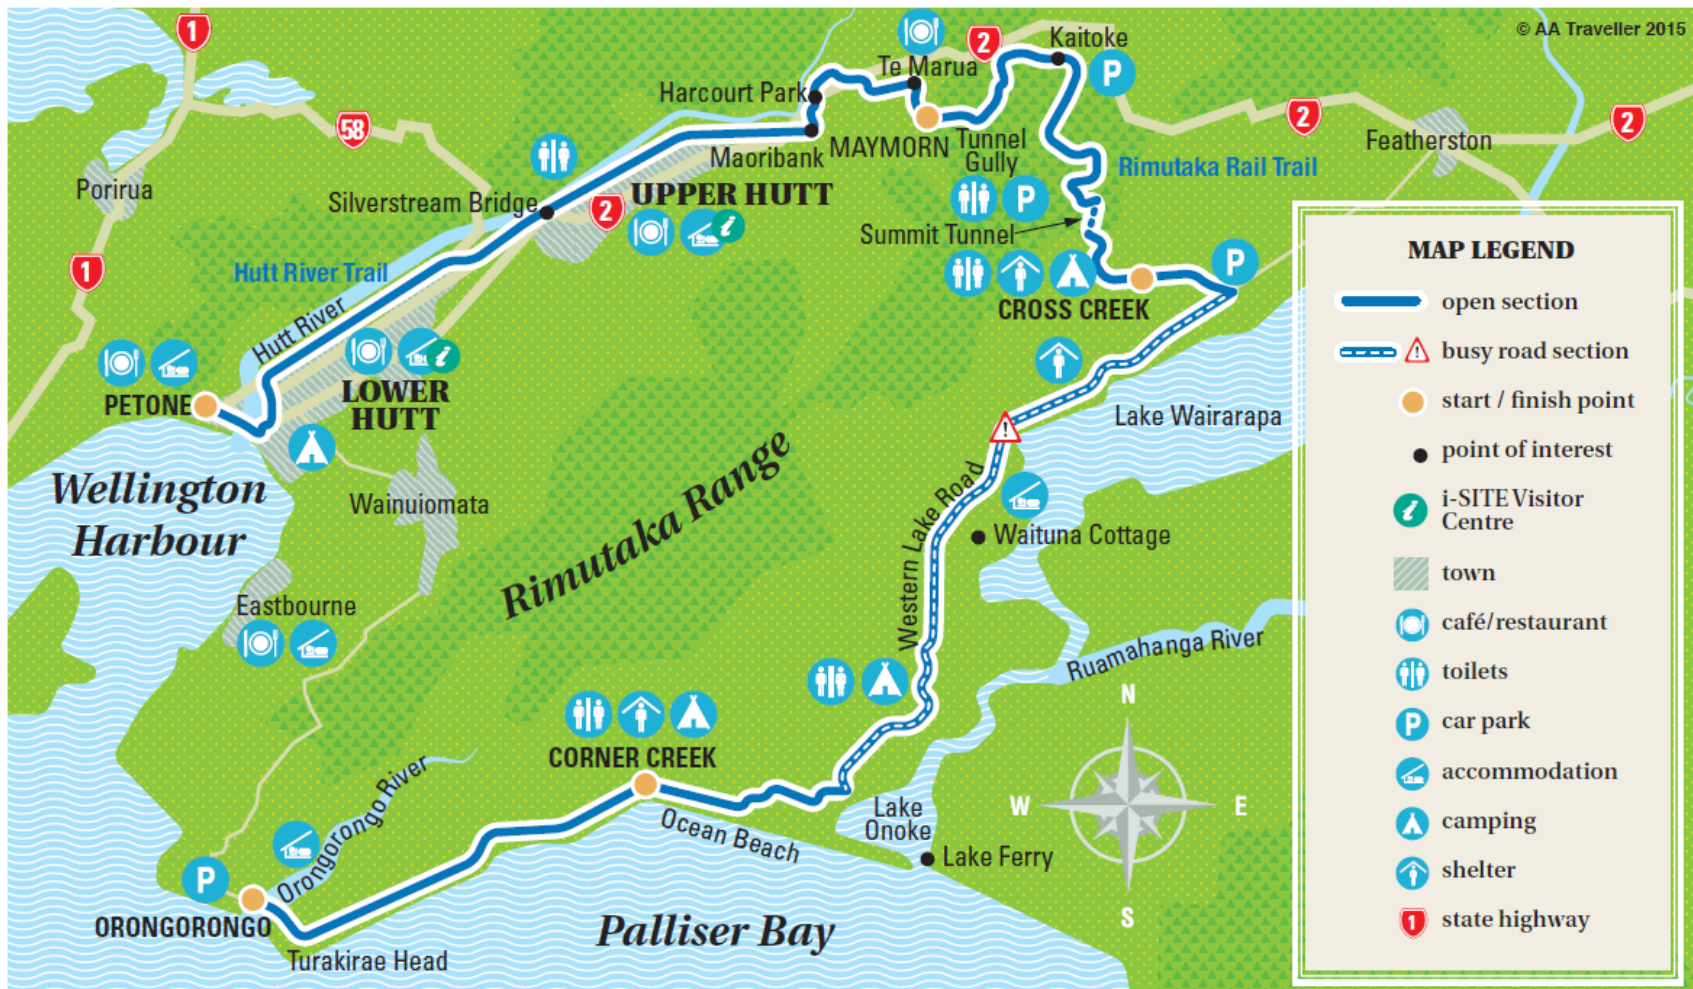 © AA Traveller 2015
1
2
Kaitoke
P
Te Marua
Harcourt Park
58
2
2
Featherston
MAYMORN
Tunnel
Gully
Maoribank
Rimutaka Rail Trail
Porirua
Silverstream Bridge
2
UPPER HUTT
i
P
Summit Tunnel
1
Hutt River Trail
P
CROSS CREEK
Hutt River
i
LOWER
HUTT
PETONE
Lake Wairarapa
!
Wellington
Harbour
Wainuiomata
Rimutaka Range
Western Lake Road
Waituna Cottage
Eastbourne
Ruamahanga River
CORNER CREEK
Ocean Beach
Lake
Onoke
Lake Ferry
N
W
E
S
Orongorongo River
P
ORONGORONGO
Turakirae Head
Palliser Bay
MAP LEGEND
open section
! busy road section
start / finish point
point of interest
i i-SITE Visitor
Centre
town
café/restaurant
toilets
P car park
accommodation
camping
shelter
1 state highway